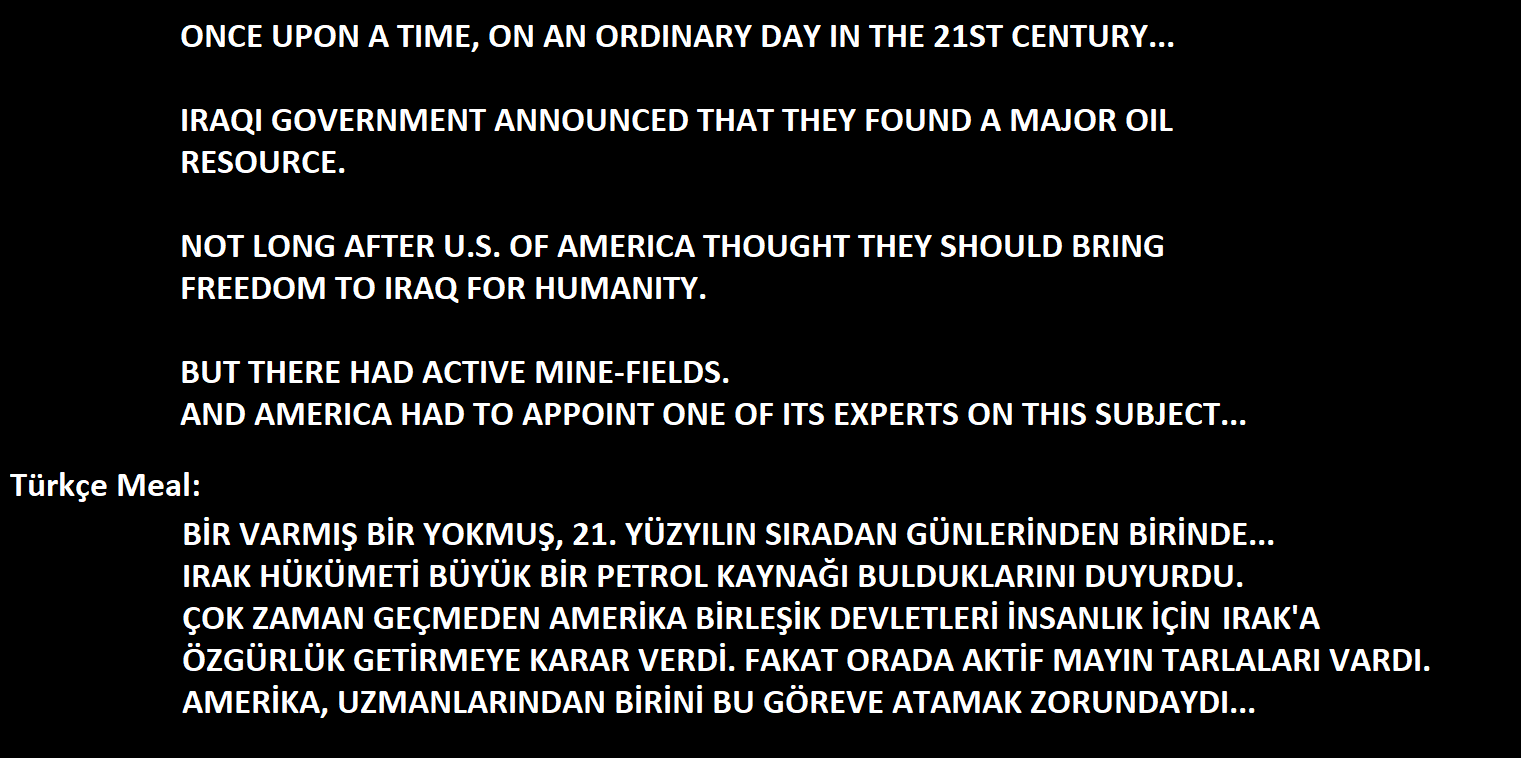 ONCE UPON A TIME, ON AN ORDINARY DAY IN THE 21ST CENTURY...
IRAQI GOVERNMENT ANNOUNCED THAT THEY FOUND A MAJOR OIL
RESOURCE.
NOT LONG AFTER U.S. OF AMERICA THOUGHT THEY SHOULD BRING
FREEDOM TO IRAQ FOR HUMANITY.
BUT THERE HAD ACTIVE MINE-FIELDS.
AND AMERICA HAD TO APPOINT ONE OF ITS EXPERTS ON THIS SUBJECT...
Türkçe Meal:
BİR VARMIŞ BİR YOKMUŞ, 21. YÜZYILIN SIRADAN GÜNLERİNDEN BİRİNDE...
IRAK HÜKÜMETİ BÜYÜK BİR PETROL KAYNAĞI BULDUKLARINI DUYURDU.
ÇOK ZAMAN GEÇMEDEN AMERİKA BİRLEŞİK DEVLETLERİ İNSANLIK İÇİN IRAK'A
ÖZGÜRLÜK GETİRMEYE KARAR VERDİ. FAKAT ORADA AKTİF MAYIN TARLALARI VARDI.
AMERİKA, UZMANLARINDAN BİRİNİ BU GÖREVE ATAMAK ZORUNDAYDI...